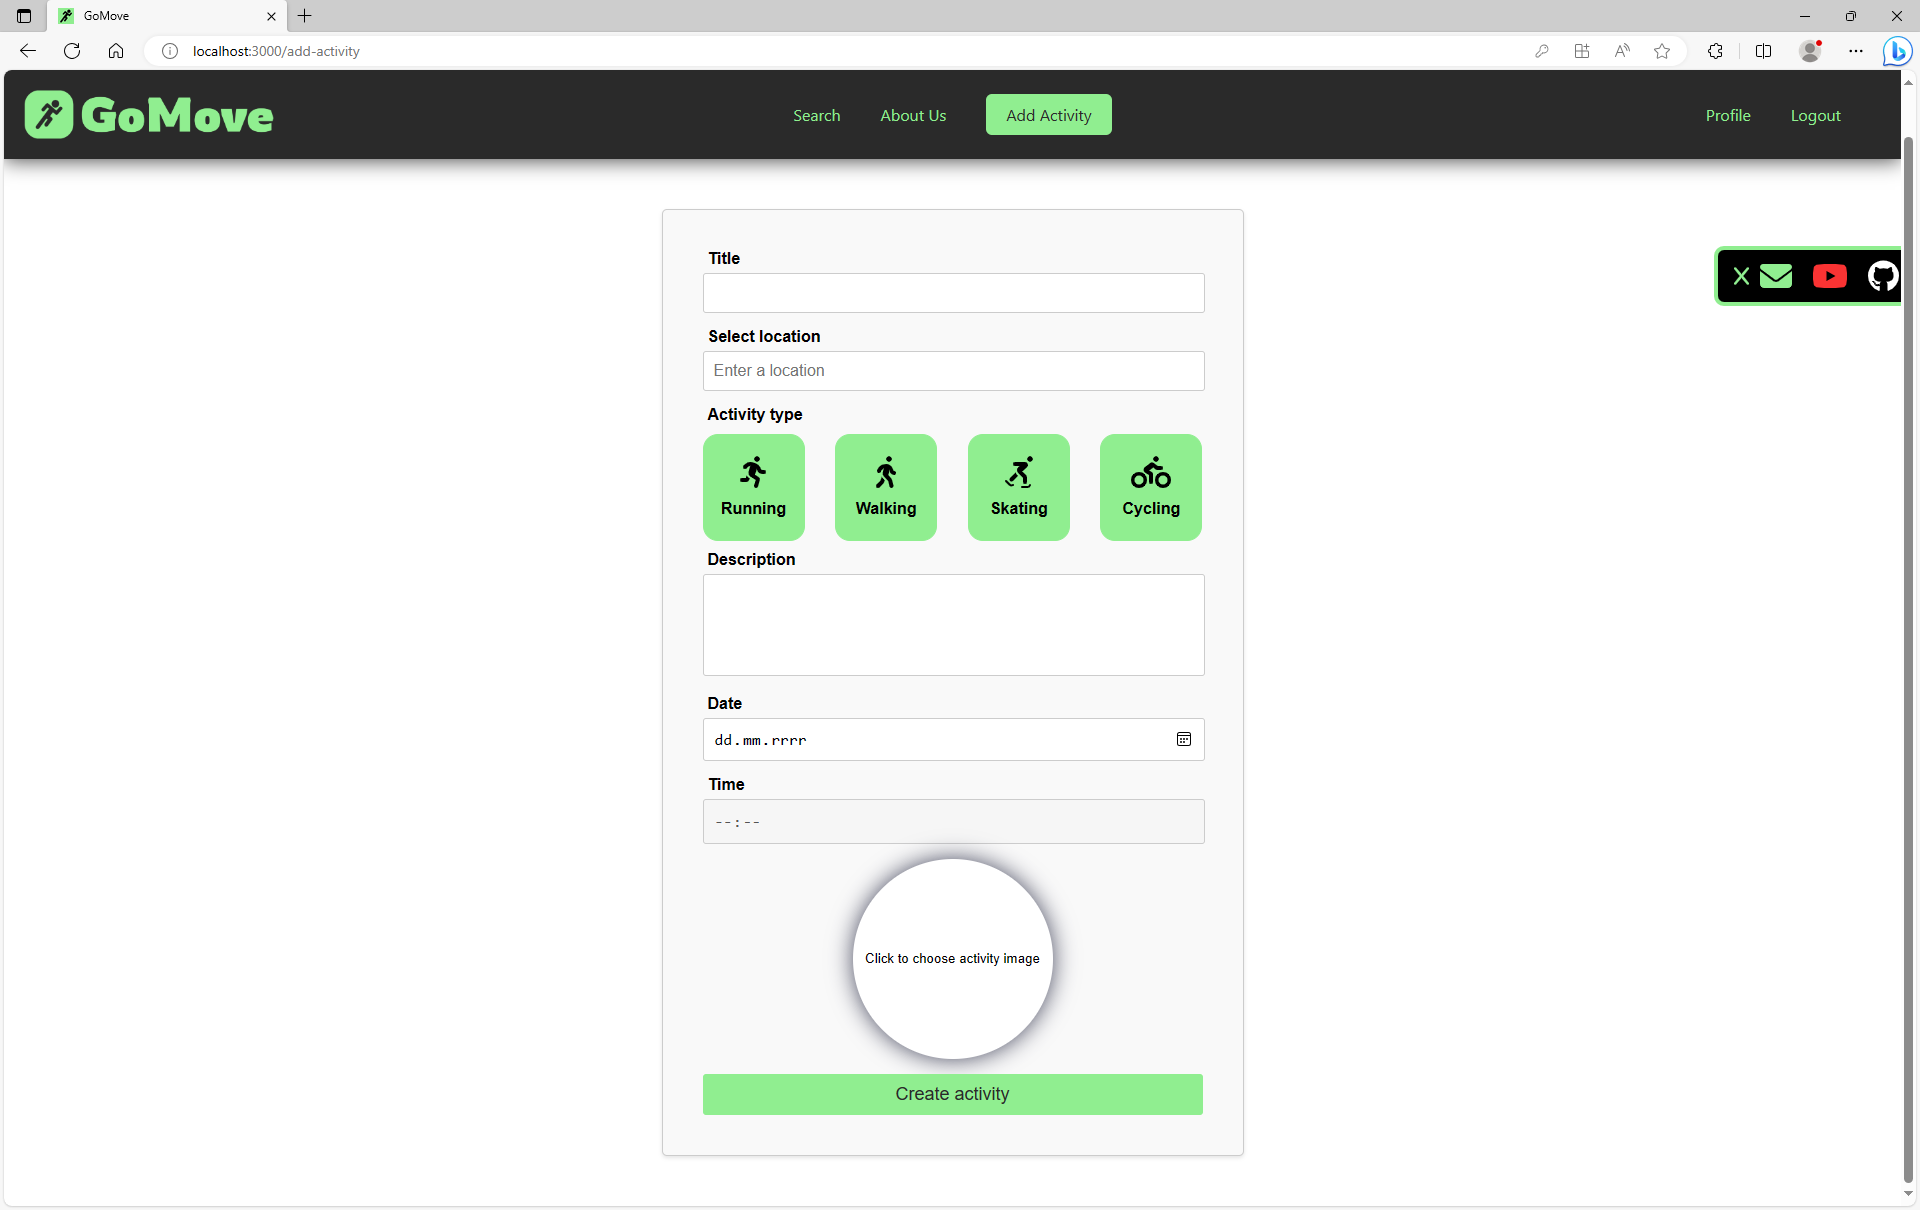 GoMove
localhost:3000/add-activity
GoMove
Search
About Us
Add Activity
Profile
Logout
Title
Select location
Enter a location
Activity type
Running
Walking
Skating
Cycling
Description
Date
dd.mm.rrrr
Time
--:--
Click to choose activity image
Create activity